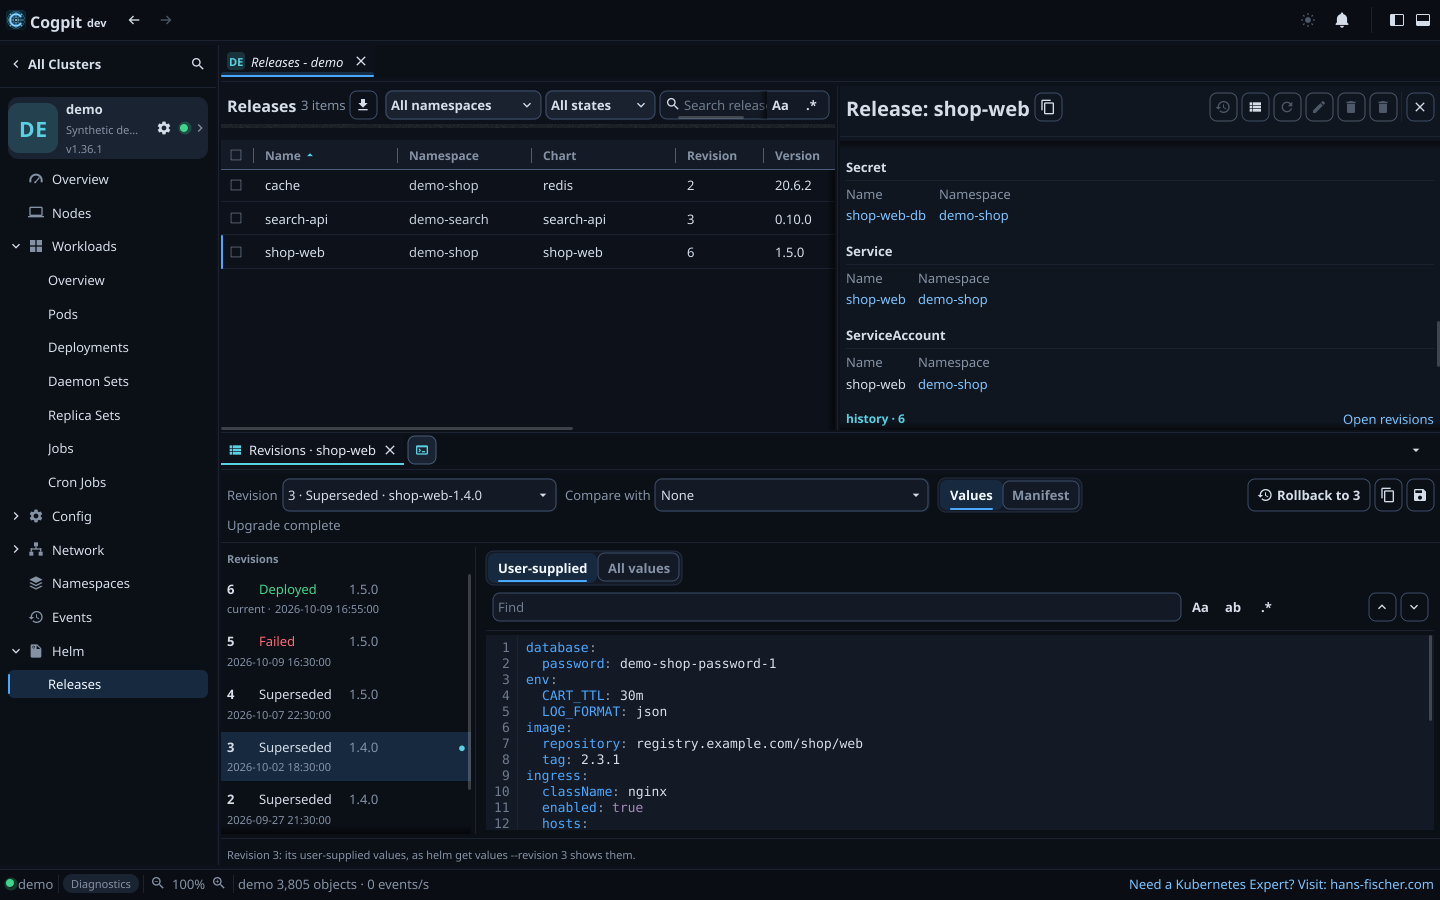 Cogpit dev
All Clusters
DE
demo
Synthetic de...
v1.36.1
Overview
Nodes
Workloads
Overview
Pods
Deployments
Daemon Sets
Replica Sets
Jobs
Cron Jobs
Config
Network
Namespaces
Events
Helm
Releases
DE Releases - demo
Releases 3 items All namespaces All states Search releas Aa .*
Name Namespace Chart Revision Version
cache demo-shop redis 2 20.6.2
search-api demo-search search-api 3 0.10.0
shop-web demo-shop shop-web 6 1.5.0
Release: shop-web
Secret
Name Namespace
shop-web-db demo-shop
Service
Name Namespace
shop-web demo-shop
ServiceAccount
Name Namespace
shop-web demo-shop
history · 6 Open revisions
Revisions · shop-web
Revision 3 · Superseded · shop-web-1.4.0 Compare with None Values Manifest Rollback to 3
Upgrade complete
Revisions
6 Deployed 1.5.0
current · 2026-10-09 16:55:00
5 Failed 1.5.0
2026-10-09 16:30:00
4 Superseded 1.5.0
2026-10-07 22:30:00
3 Superseded 1.4.0
2026-10-02 18:30:00
2 Superseded 1.4.0
2026-09-27 21:30:00
User-supplied All values
Find Aa ab .*
1 database:
2 password: demo-shop-password-1
3 env:
4 CART_TTL: 30m
5 LOG_FORMAT: json
6 image:
7 repository: registry.example.com/shop/web
8 tag: 2.3.1
9 ingress:
10 className: nginx
11 enabled: true
12 hosts:
Revision 3: its user-supplied values, as helm get values --revision 3 shows them.
demo Diagnostics 100% demo 3,805 objects · 0 events/s Need a Kubernetes Expert? Visit: hans-fischer.com